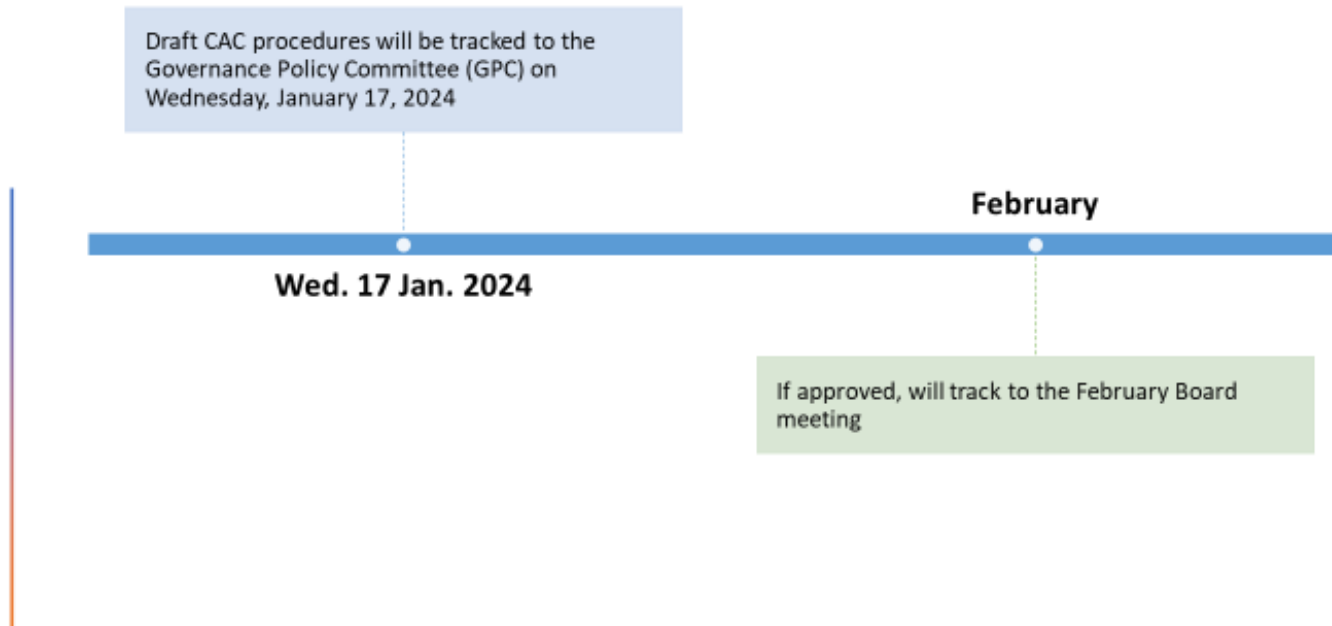 Draft CAC procedures will be tracked to the
Governance Policy Committee (GPC) on
Wednesday, January 17, 2024
February
Wed. 17 Jan. 2024
If approved, will track to the February Board
meeting